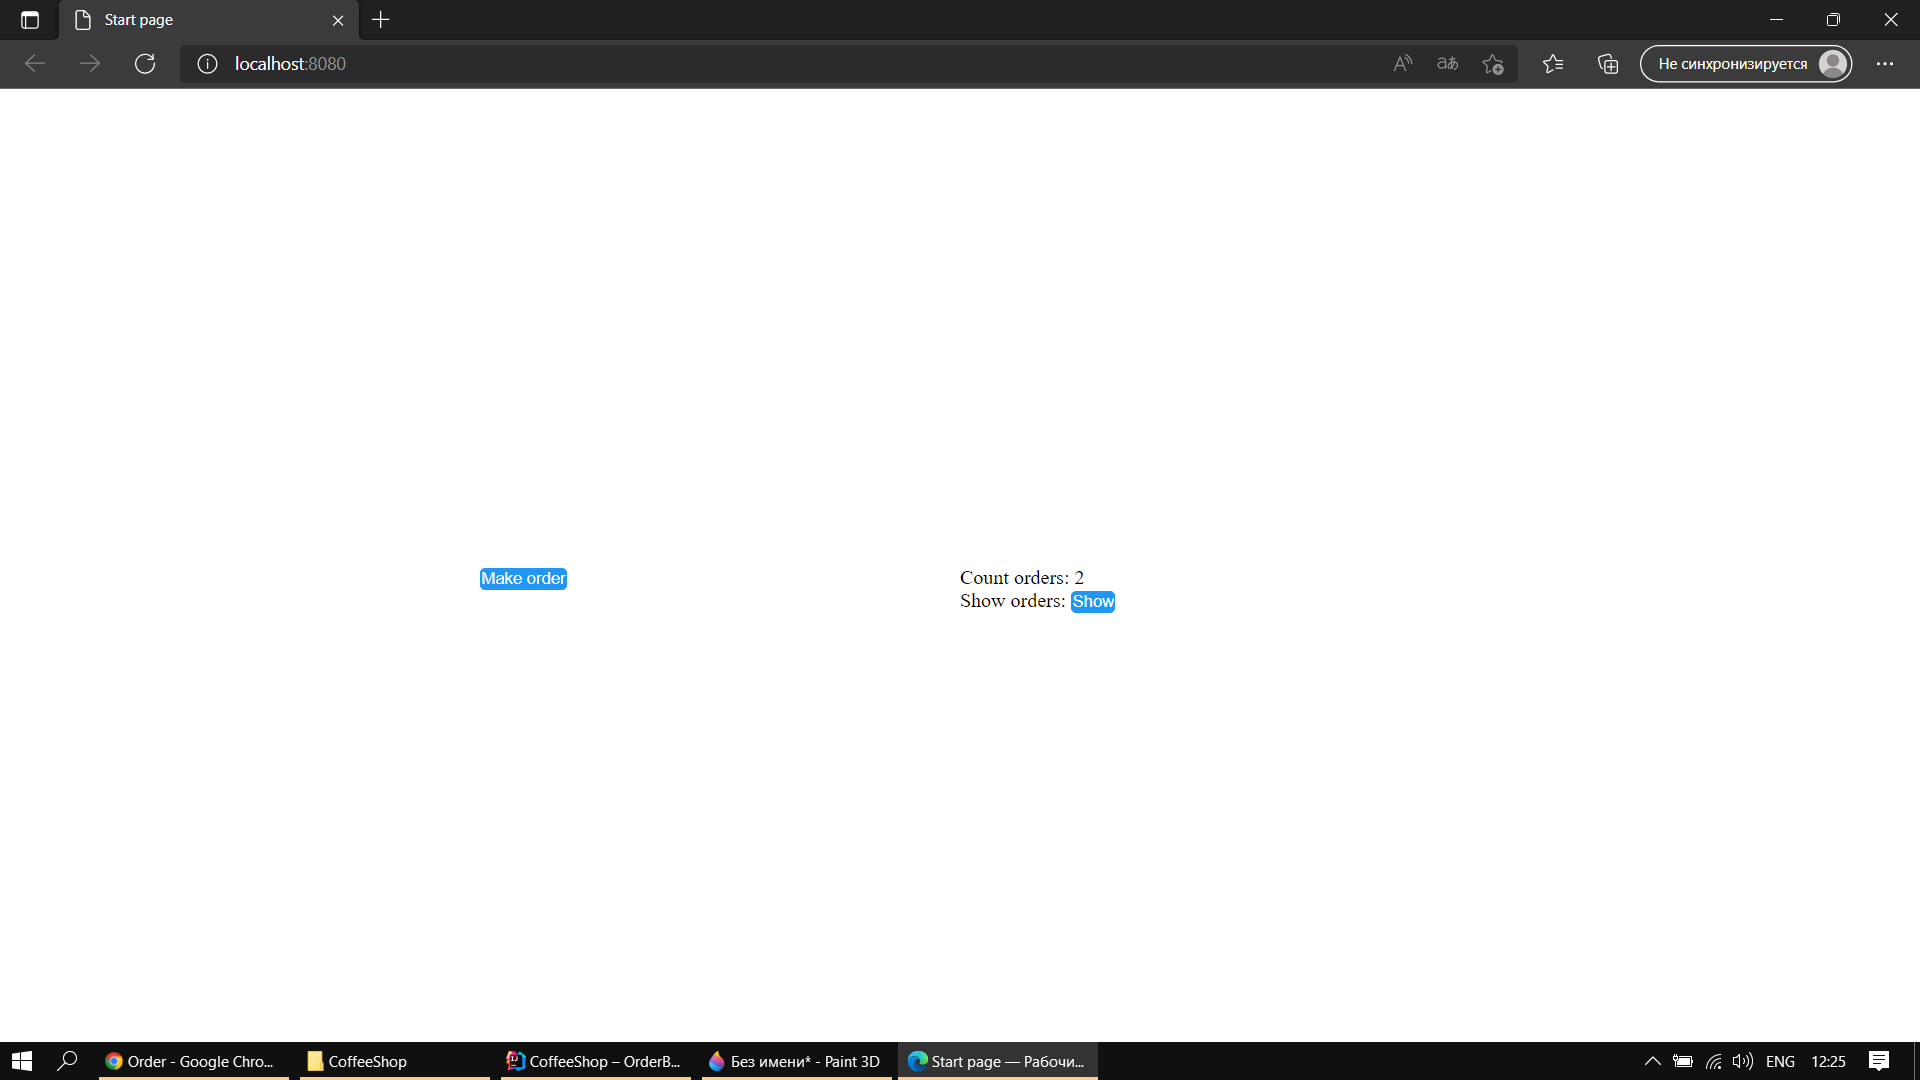 Start page
localhost:8080
Не синхронизируется
Make order
Count orders: 2
Show orders: Show
Order - Google Chro...
CoffeeShop
CoffeeShop – OrderB...
Без имени* - Paint 3D
Start page — Рабочи...
ENG
12:25